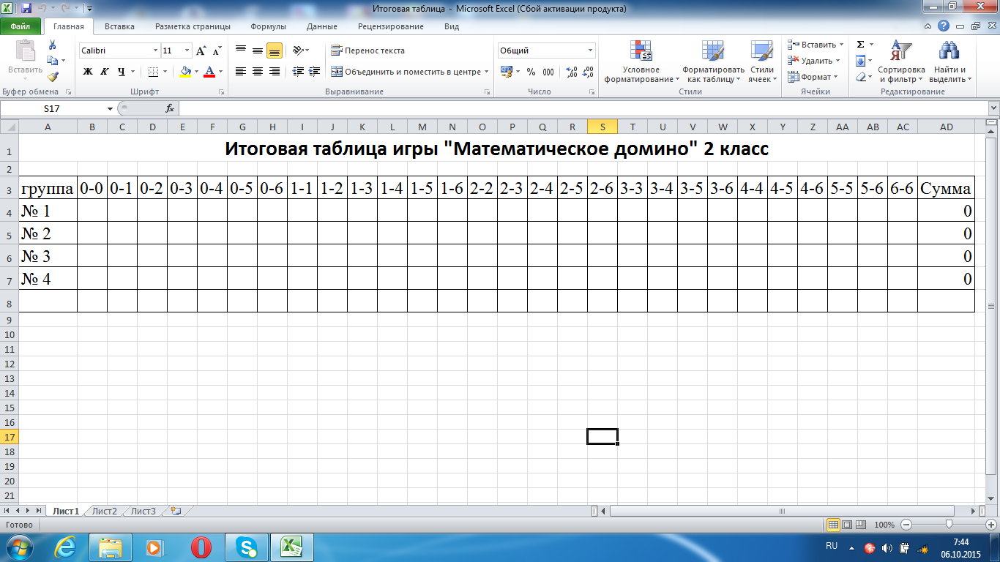 Итоговая таблица - Microsoft Excel (Сбой активации продукта)
Файл Главная Вставка Разметка страницы Формулы Данные Рецензирование Вид
Вставить
Буфер обмена
Calibri 11
Ж К Ч А
Шрифт
Перенос текста
Объединить и поместить в центре
Выравнивание
Общий
% 000
Число
Условное форматирование
Форматировать как таблицу
Стили ячеек
Стили
Вставить
Удалить
Формат
Ячейки
Σ
Сортировка и фильтр
Найти и выделить
Редактирование
S17 fx
A B C D E F G H I J K L M N O P Q R S T U V W X Y Z AA AB AC AD
1 Итоговая таблица игры "Математическое домино" 2 класс
2
3 группа 0-0 0-1 0-2 0-3 0-4 0-5 0-6 1-1 1-2 1-3 1-4 1-5 1-6 2-2 2-3 2-4 2-5 2-6 3-3 3-4 3-5 3-6 4-4 4-5 4-6 5-5 5-6 6-6 Сумма
4 № 1 0
5 № 2 0
6 № 3 0
7 № 4 0
8
9
10
11
12
13
14
15
16
17
18
19
20
21
Лист1 Лист2 Лист3
Готово 100%
RU 7:44
06.10.2015